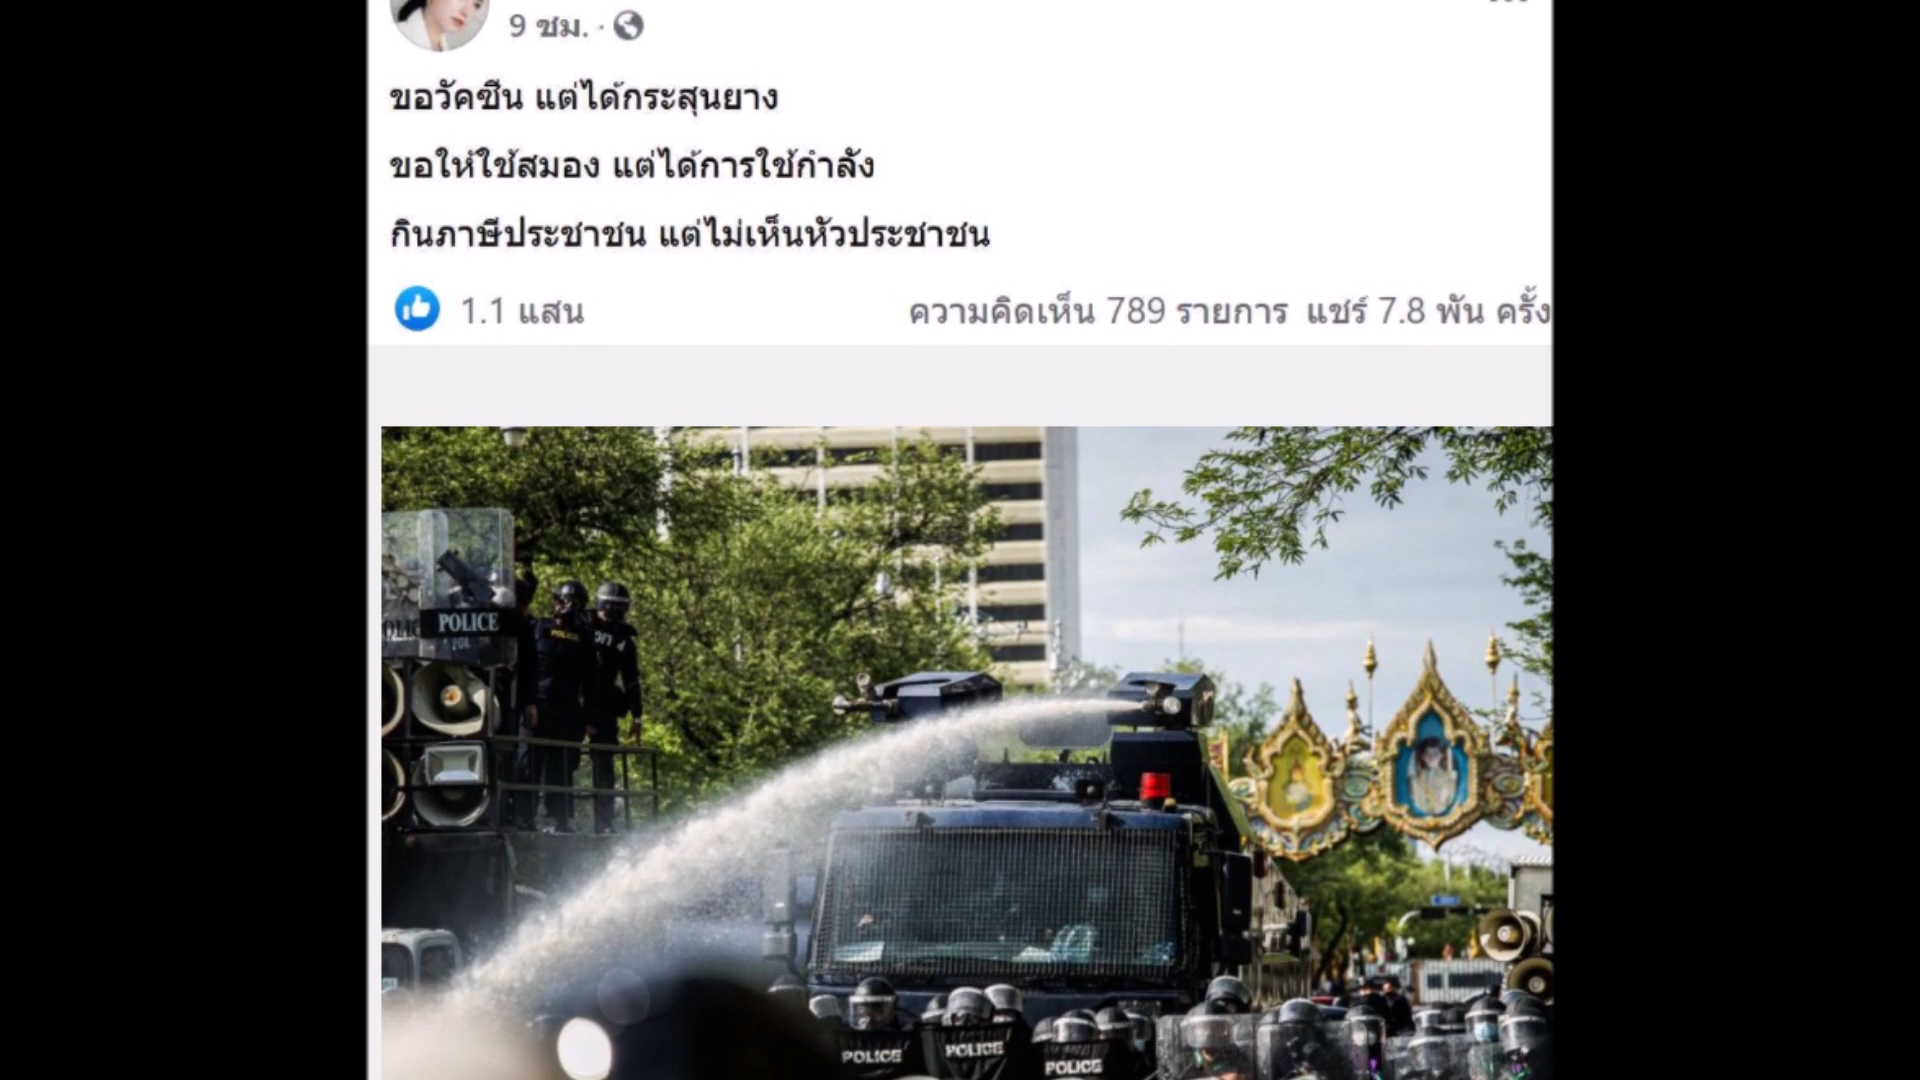 9 ชม. ·
ขอวัคซีน แต่ได้กระสุนยาง
ขอให้ใช้สมอง แต่ได้การใช้กำลัง
กินภาษีประชาชน แต่ไม่เห็นหัวประชาชน
1.1 แสน
ความคิดเห็น 789 รายการ แชร์ 7.8 พัน ครั้ง
POLICE
POLICE
POLICE
POLICE
POLICE